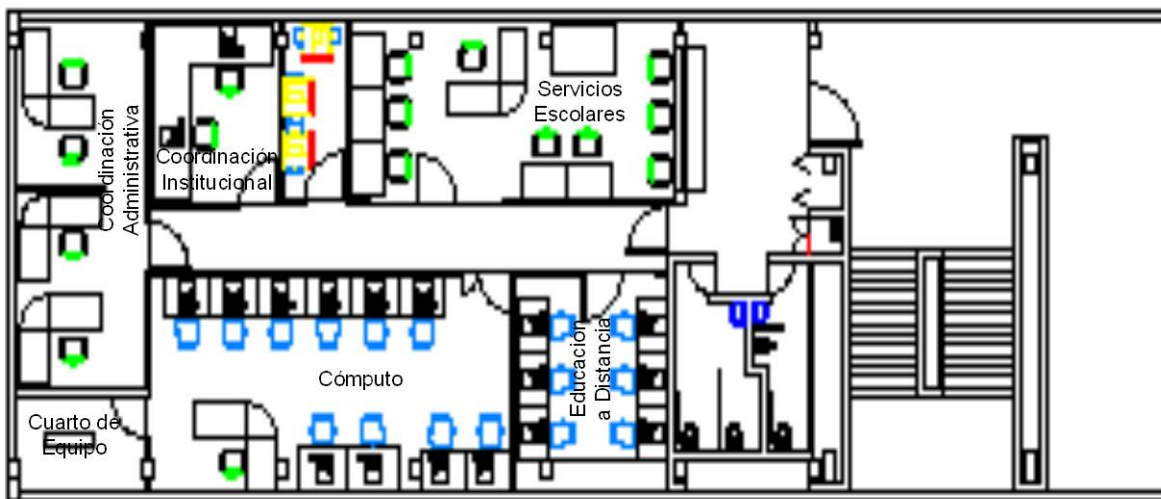 Servicios
Escolares
Coordinación
Administrativa
Coordinación
Institucional
Cómputo
Educación
a Distancia
Cuarto de
Equipo